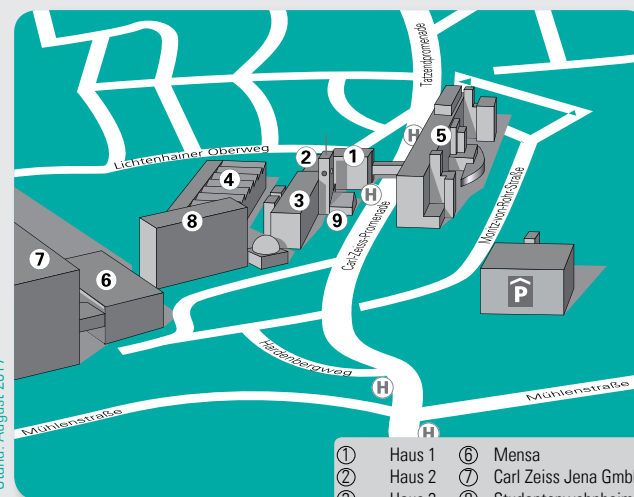 Tatzendpromenade
H
5
Lichtenhainer Oberweg
2
1
4
H
3
8
9
Carl-Zeiss-Promenade
Moritz-von-Rohr-Straße
7
6
P
Hardenbergweg
H
Mühlenstraße
Mühlenstraße
H
Stand: August 2017
① Haus 1 ⑥ Mensa
② Haus 2 ⑦ Carl Zeiss Jena Gmb